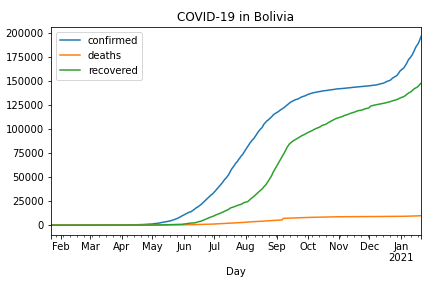 COVID-19 in Bolivia
confirmed
deaths
recovered
200000
175000
150000
125000
100000
75000
50000
25000
0
Feb Mar Apr May Jun Jul Aug Sep Oct Nov Dec Jan
2021
Day